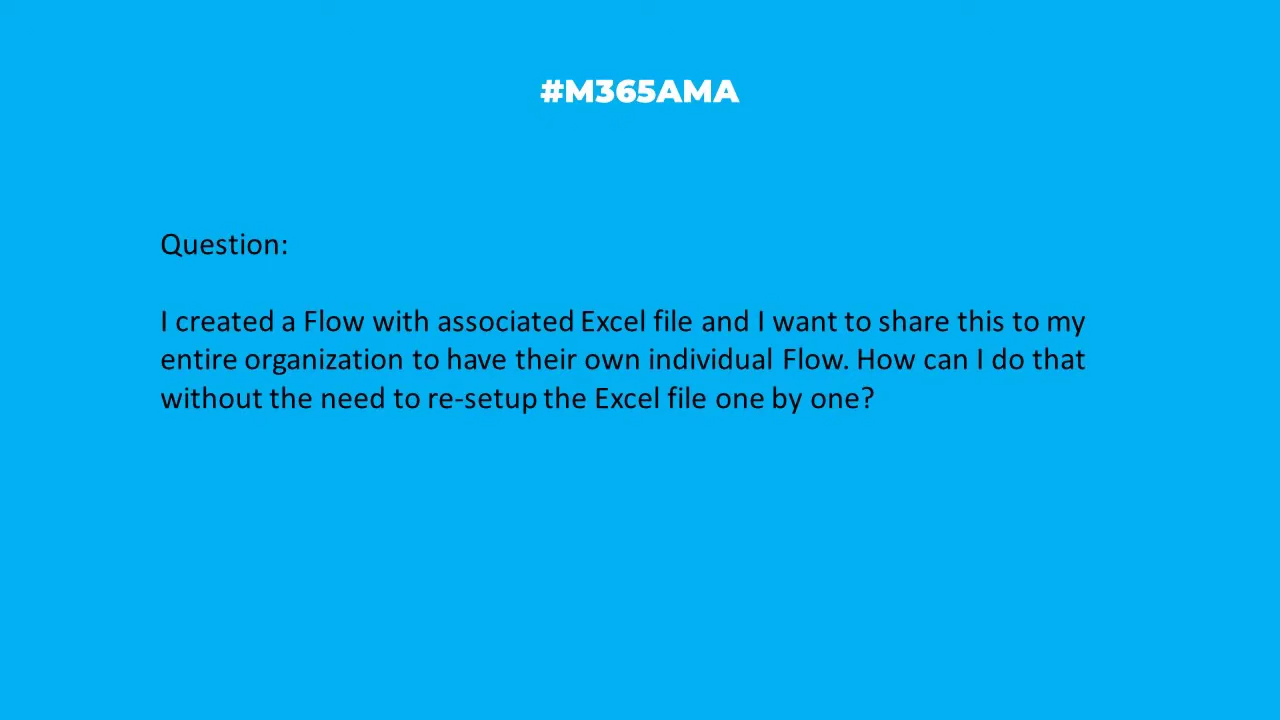 #M365AMA
Question:
I created a Flow with associated Excel file and I want to share this to my
entire organization to have their own individual Flow. How can I do that
without the need to re-setup the Excel file one by one?